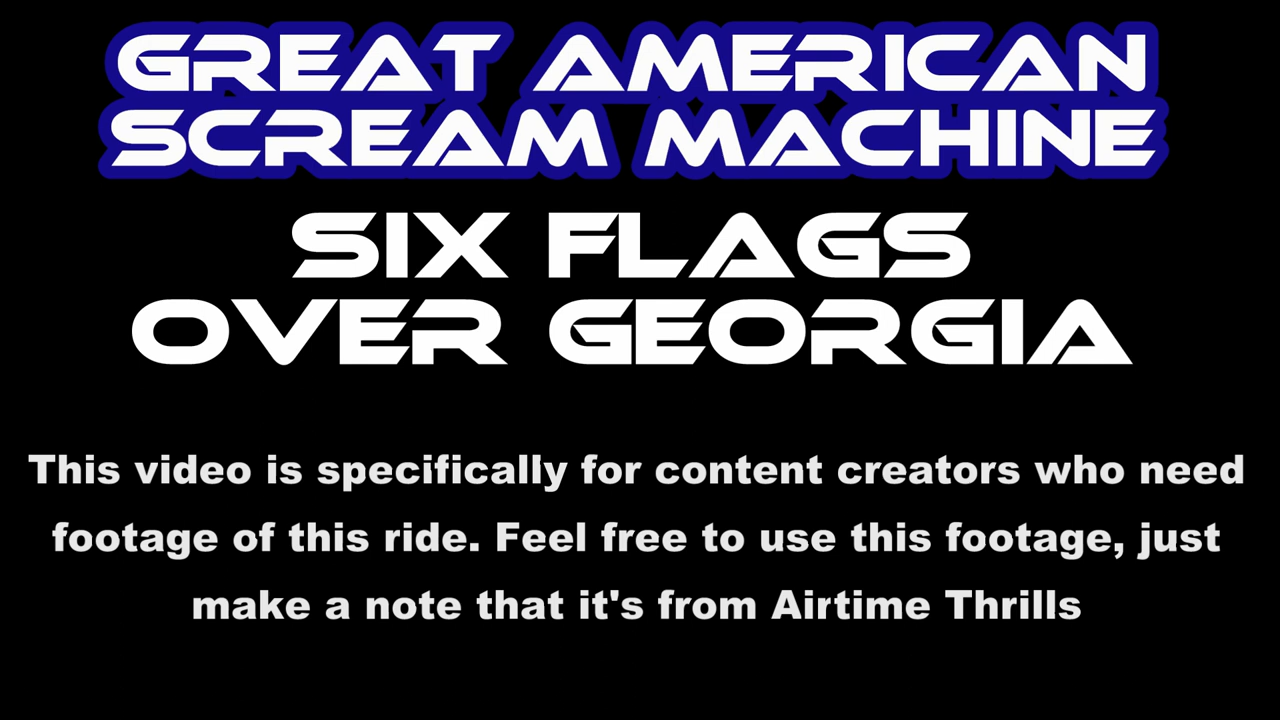 GREAT AMERICAN
SCREAM MACHINE
SIX FLAGS
OVER GEORGIA
This video is specifically for content creators who need
footage of this ride. Feel free to use this footage, just
make a note that it's from Airtime Thrills